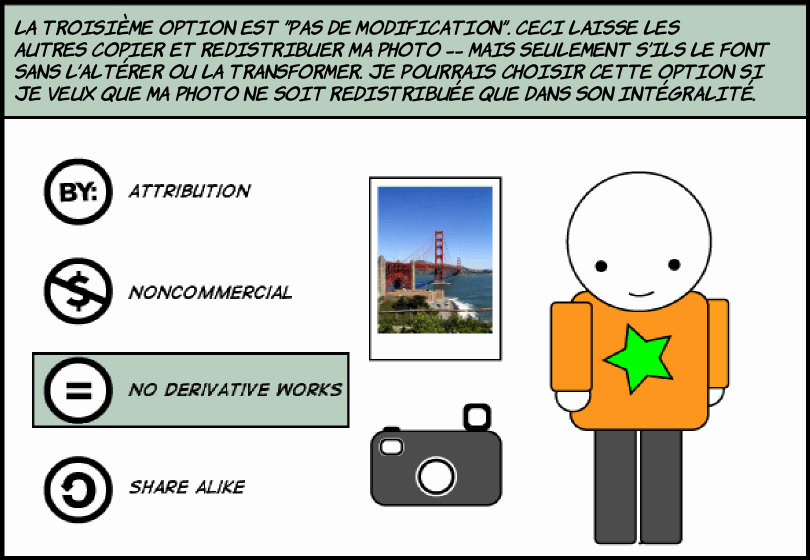 LA TROISIÈME OPTION EST "PAS DE MODIFICATION". CECI LAISSE LES
AUTRES COPIER ET REDISTRIBUER MA PHOTO -- MAIS SEULEMENT S'ILS LE FONT
SANS L'ALTÉRER OU LA TRANSFORMER. JE POURRAIS CHOISIR CETTE OPTION SI
JE VEUX QUE MA PHOTO NE SOIT REDISTRIBUÉE QUE DANS SON INTÉGRALITÉ.
BY: ATTRIBUTION
$ NONCOMMERCIAL
= NO DERIVATIVE WORKS
SHARE ALIKE